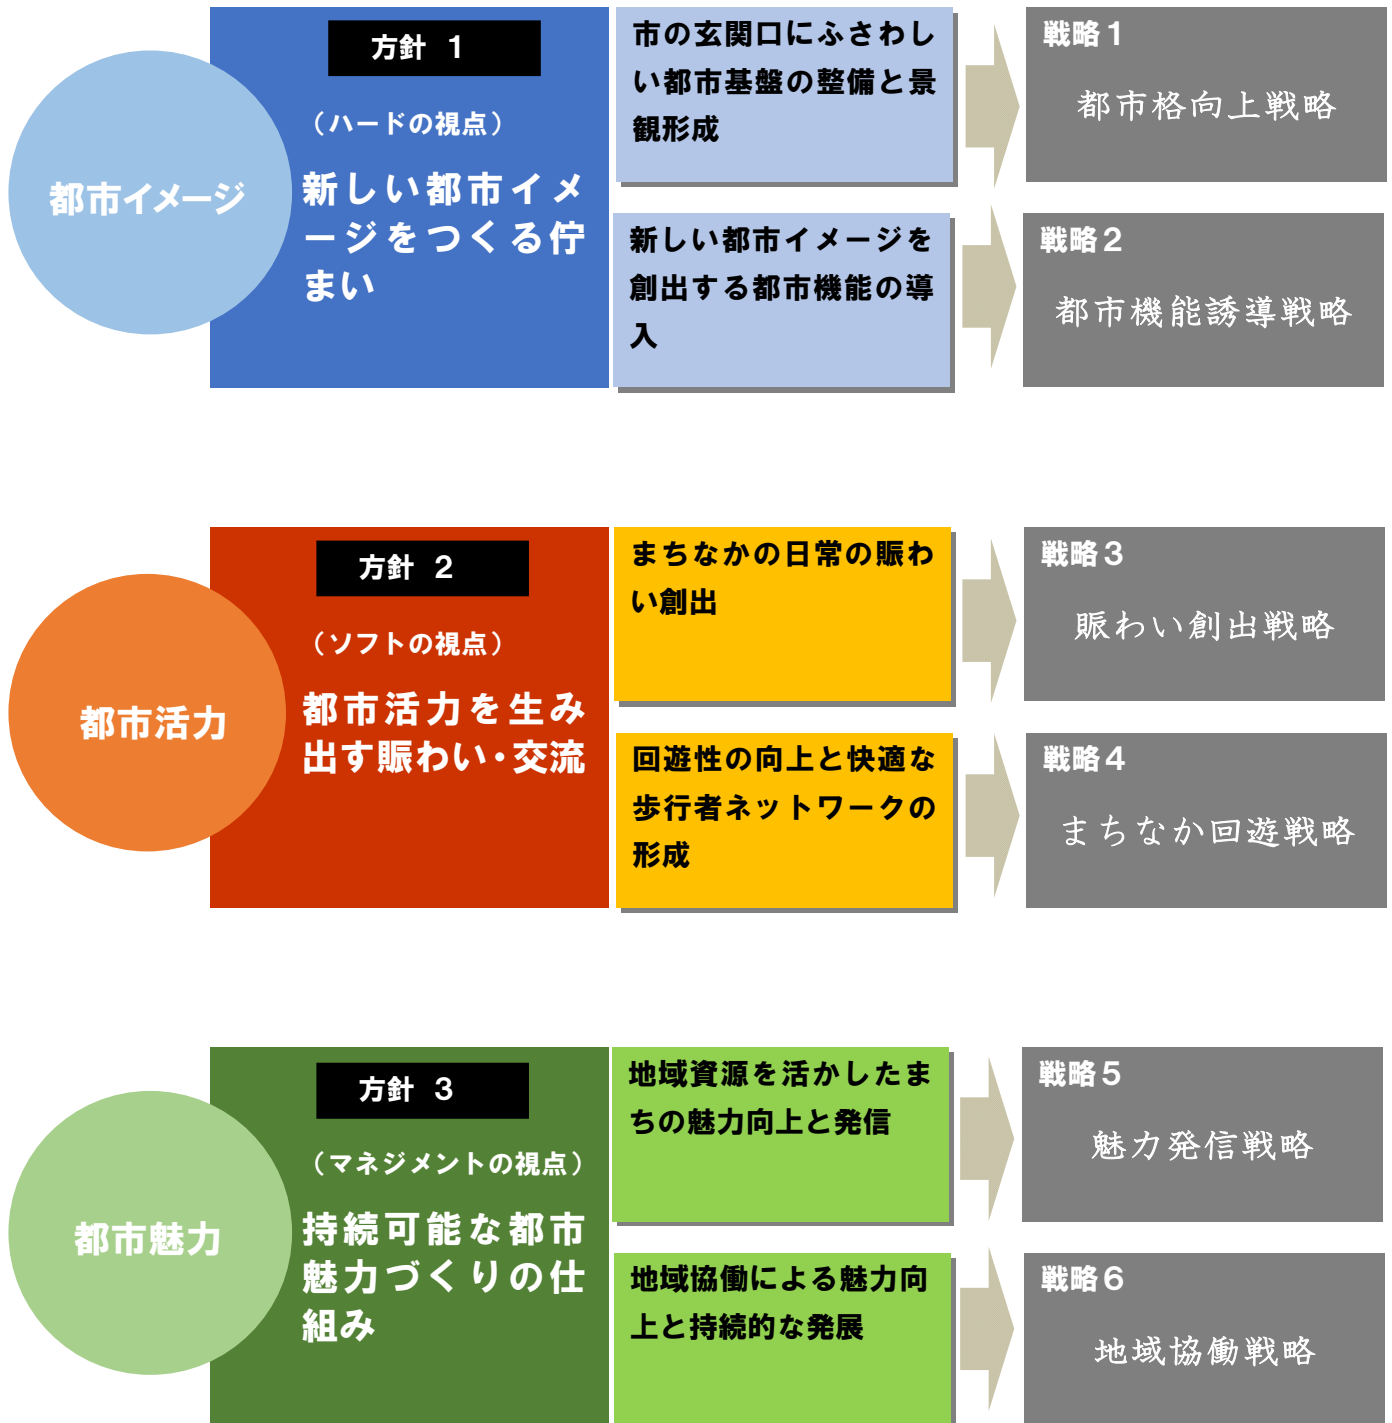 都市イメージ
方針 1
（ハードの視点）
新しい都市イメ
ージをつくる佇
まい
市の玄関口にふさわし
い都市基盤の整備と景
観形成
戦略１
都市格向上戦略
新しい都市イメージを
創出する都市機能の導
入
戦略２
都市機能誘導戦略
都市活力
方針 2
（ソフトの視点）
都市活力を生み
出す賑わい・交流
まちなかの日常の賑わ
い創出
戦略３
賑わい創出戦略
回遊性の向上と快適な
歩行者ネットワークの
形成
戦略４
まちなか回遊戦略
都市魅力
方針 3
（マネジメントの視点）
持続可能な都市
魅力づくりの仕
組み
地域資源を活かしたま
ちの魅力向上と発信
戦略５
魅力発信戦略
地域協働による魅力向
上と持続的な発展
戦略６
地域協働戦略